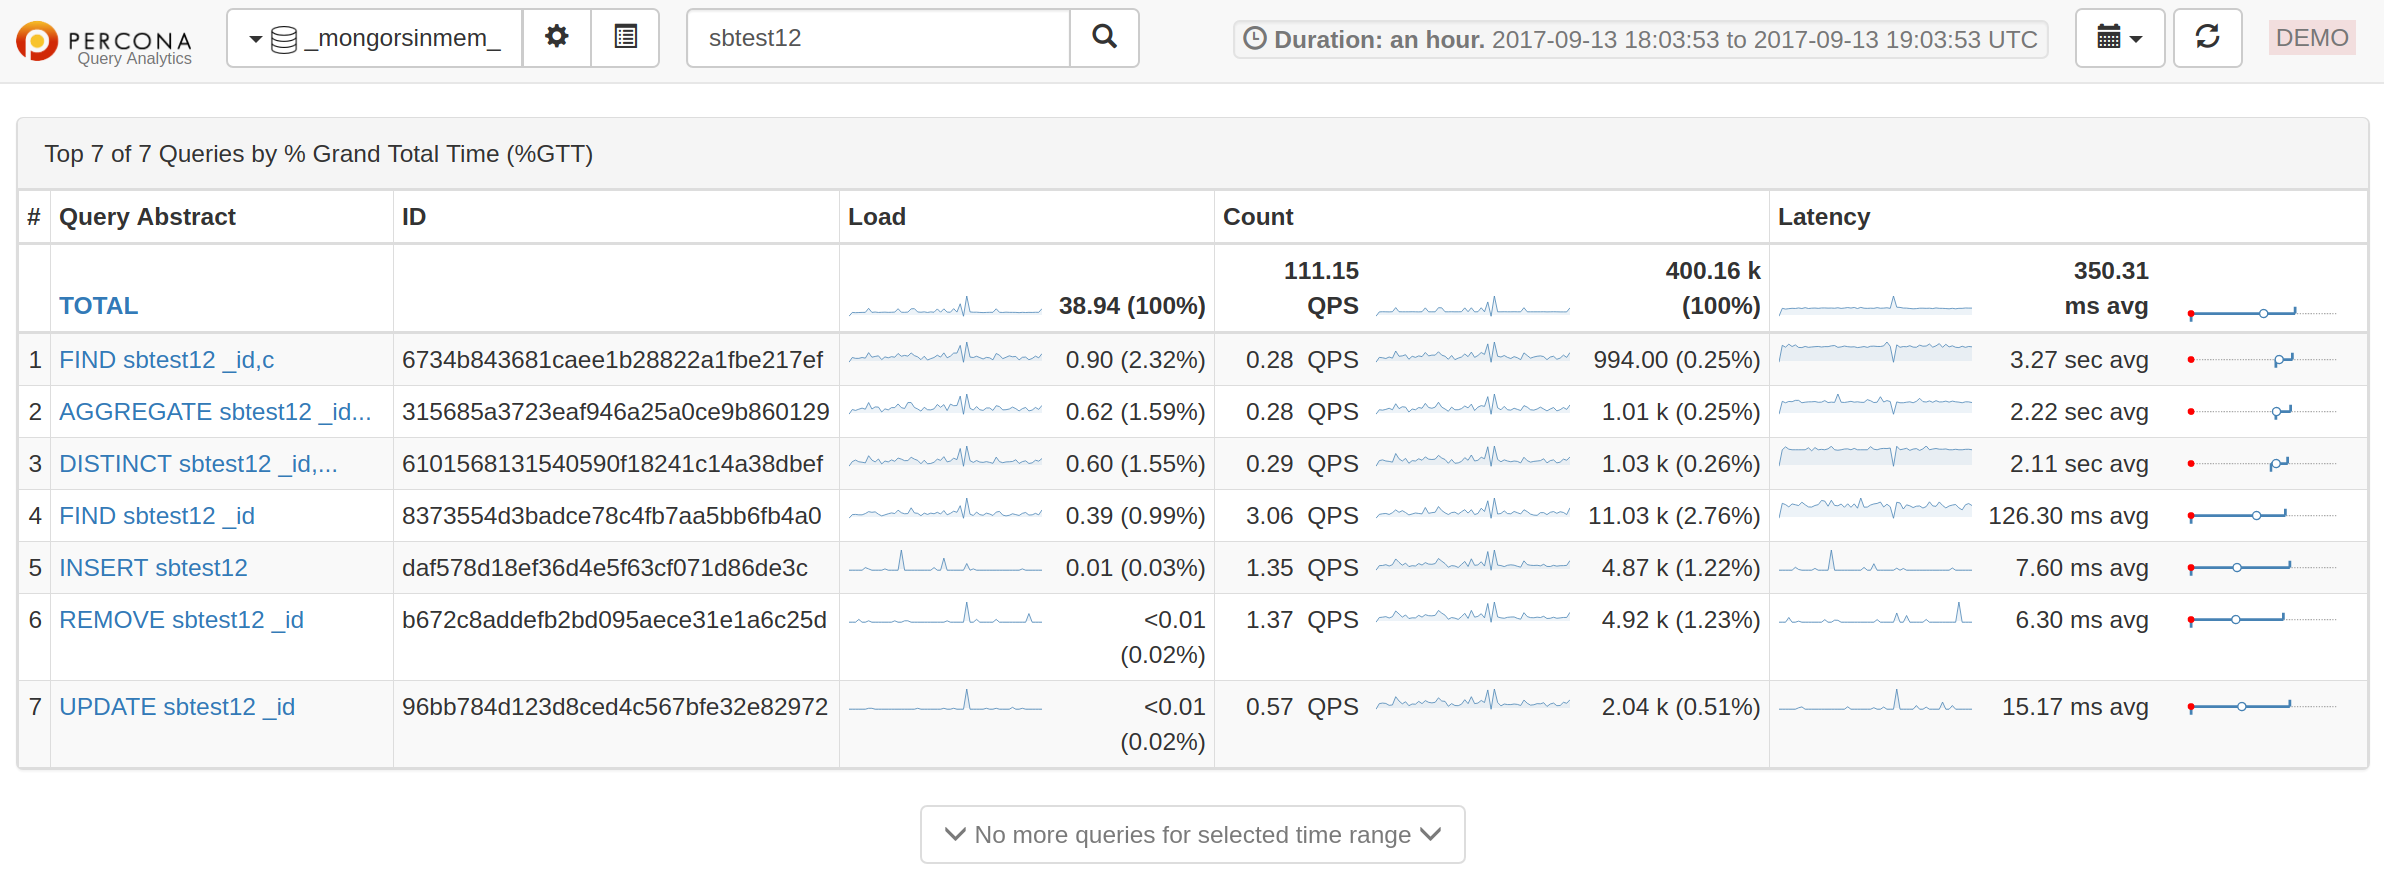 PERCONA
Query Analytics
_mongorsinmem_
sbtest12
Duration: an hour. 2017-09-13 18:03:53 to 2017-09-13 19:03:53 UTC
DEMO
Top 7 of 7 Queries by % Grand Total Time (%GTT)
# Query Abstract ID Load Count Latency
TOTAL 38.94 (100%) 111.15 QPS 400.16 k (100%) 350.31 ms avg
1 FIND sbtest12 _id,c 6734b843681caee1b28822a1fbe217ef 0.90 (2.32%) 0.28 QPS 994.00 (0.25%) 3.27 sec avg
2 AGGREGATE sbtest12 _id... 315685a3723eaf946a25a0ce9b860129 0.62 (1.59%) 0.28 QPS 1.01 k (0.25%) 2.22 sec avg
3 DISTINCT sbtest12 _id,... 6101568131540590f18241c14a38dbef 0.60 (1.55%) 0.29 QPS 1.03 k (0.26%) 2.11 sec avg
4 FIND sbtest12 _id 8373554d3badce78c4fb7aa5bb6fb4a0 0.39 (0.99%) 3.06 QPS 11.03 k (2.76%) 126.30 ms avg
5 INSERT sbtest12 daf578d18ef36d4e5f63cf071d86de3c 0.01 (0.03%) 1.35 QPS 4.87 k (1.22%) 7.60 ms avg
6 REMOVE sbtest12 _id b672c8addefb2bd095aece31e1a6c25d <0.01 (0.02%) 1.37 QPS 4.92 k (1.23%) 6.30 ms avg
7 UPDATE sbtest12 _id 96bb784d123d8ced4c567bfe32e82972 <0.01 (0.02%) 0.57 QPS 2.04 k (0.51%) 15.17 ms avg
No more queries for selected time range